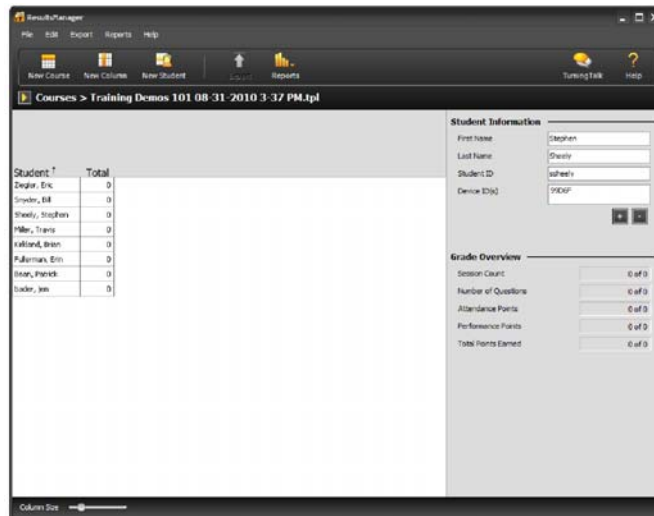 ResultsManager
File Edit Export Reports Help
New Course New Column New Student Export Reports TurningTalk Help
Courses > Training Demos 101 08-31-2010 3-37 PM.tpl
Student Information
First Name Stephen
Last Name Sheely
Student ID ssheely
Device ID(s) 99D6F
+ -
Student ↑ Total
Ziegler, Eric 0
Snyder, Bill 0
Sheely, Stephen 0
Miller, Travis 0
Kirkland, Brian 0
Fullerman, Erin 0
Bean, Patrick 0
bader, jen 0
Grade Overview
Session Count 0 of 0
Number of Questions 0 of 0
Attendance Points 0 of 0
Performance Points 0 of 0
Total Points Earned 0 of 0
Column Size